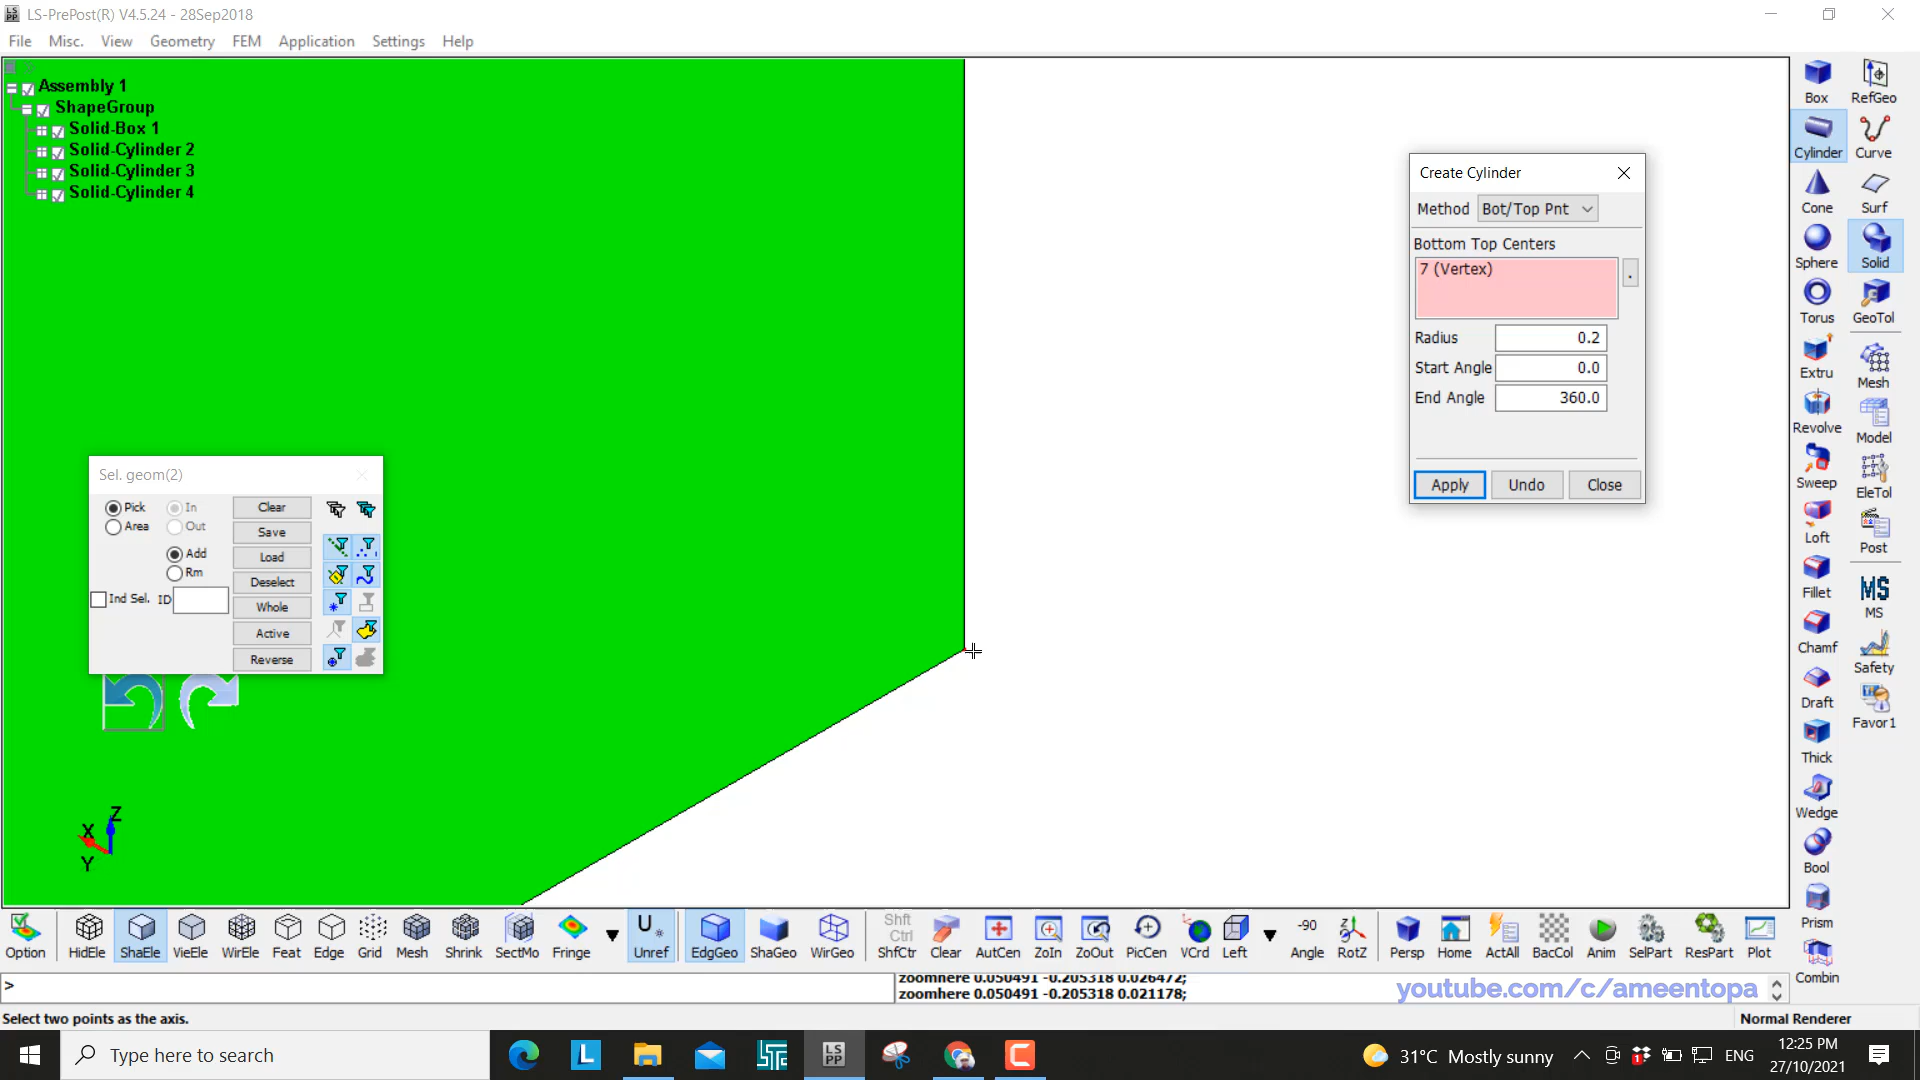 LS-PrePost(R) V4.5.24 - 28Sep2018
File Misc. View Geometry FEM Application Settings Help
Assembly 1
ShapeGroup
Solid-Box 1
Solid-Cylinder 2
Solid-Cylinder 3
Solid-Cylinder 4
Create Cylinder
Method Bot/Top Pnt
Bottom Top Centers
7 (Vertex)
.
Radius 0.2
Start Angle 0.0
End Angle 360.0
Apply Undo Close
Sel. geom(2)
Pick In Clear
Area Out Save
Add Load
Rm Deselect
Ind Sel. ID Whole
Active
Reverse
Z
X
Y
Box RefGeo
Cylinder Curve
Cone Surf
Sphere Solid
Torus GeoTol
Extru Mesh
Revolve Model
Sweep EleTol
Loft Post
Fillet MS
MS
Chamf Safety
Draft Favor1
Thick
Wedge
Bool
Prism
Combin
Option HidEle ShaEle VieEle WirEle Feat Edge Grid Mesh Shrink SectMo Fringe U Unref EdgGeo ShaGeo WirGeo Shft Ctrl ShfCtr Clear AutCen ZoIn ZoOut PicCen VCrd Left -90 Angle RotZ Persp Home ActAll BacCol Anim SelPart ResPart Plot
>
zoomhere 0.050491 -0.205318 0.026472;
zoomhere 0.050491 -0.205318 0.021178;
youtube.com/c/ameentopa
Select two points as the axis.
Normal Renderer
Type here to search
L
LS
PP
C
31°C Mostly sunny
ENG
12:25 PM
27/10/2021